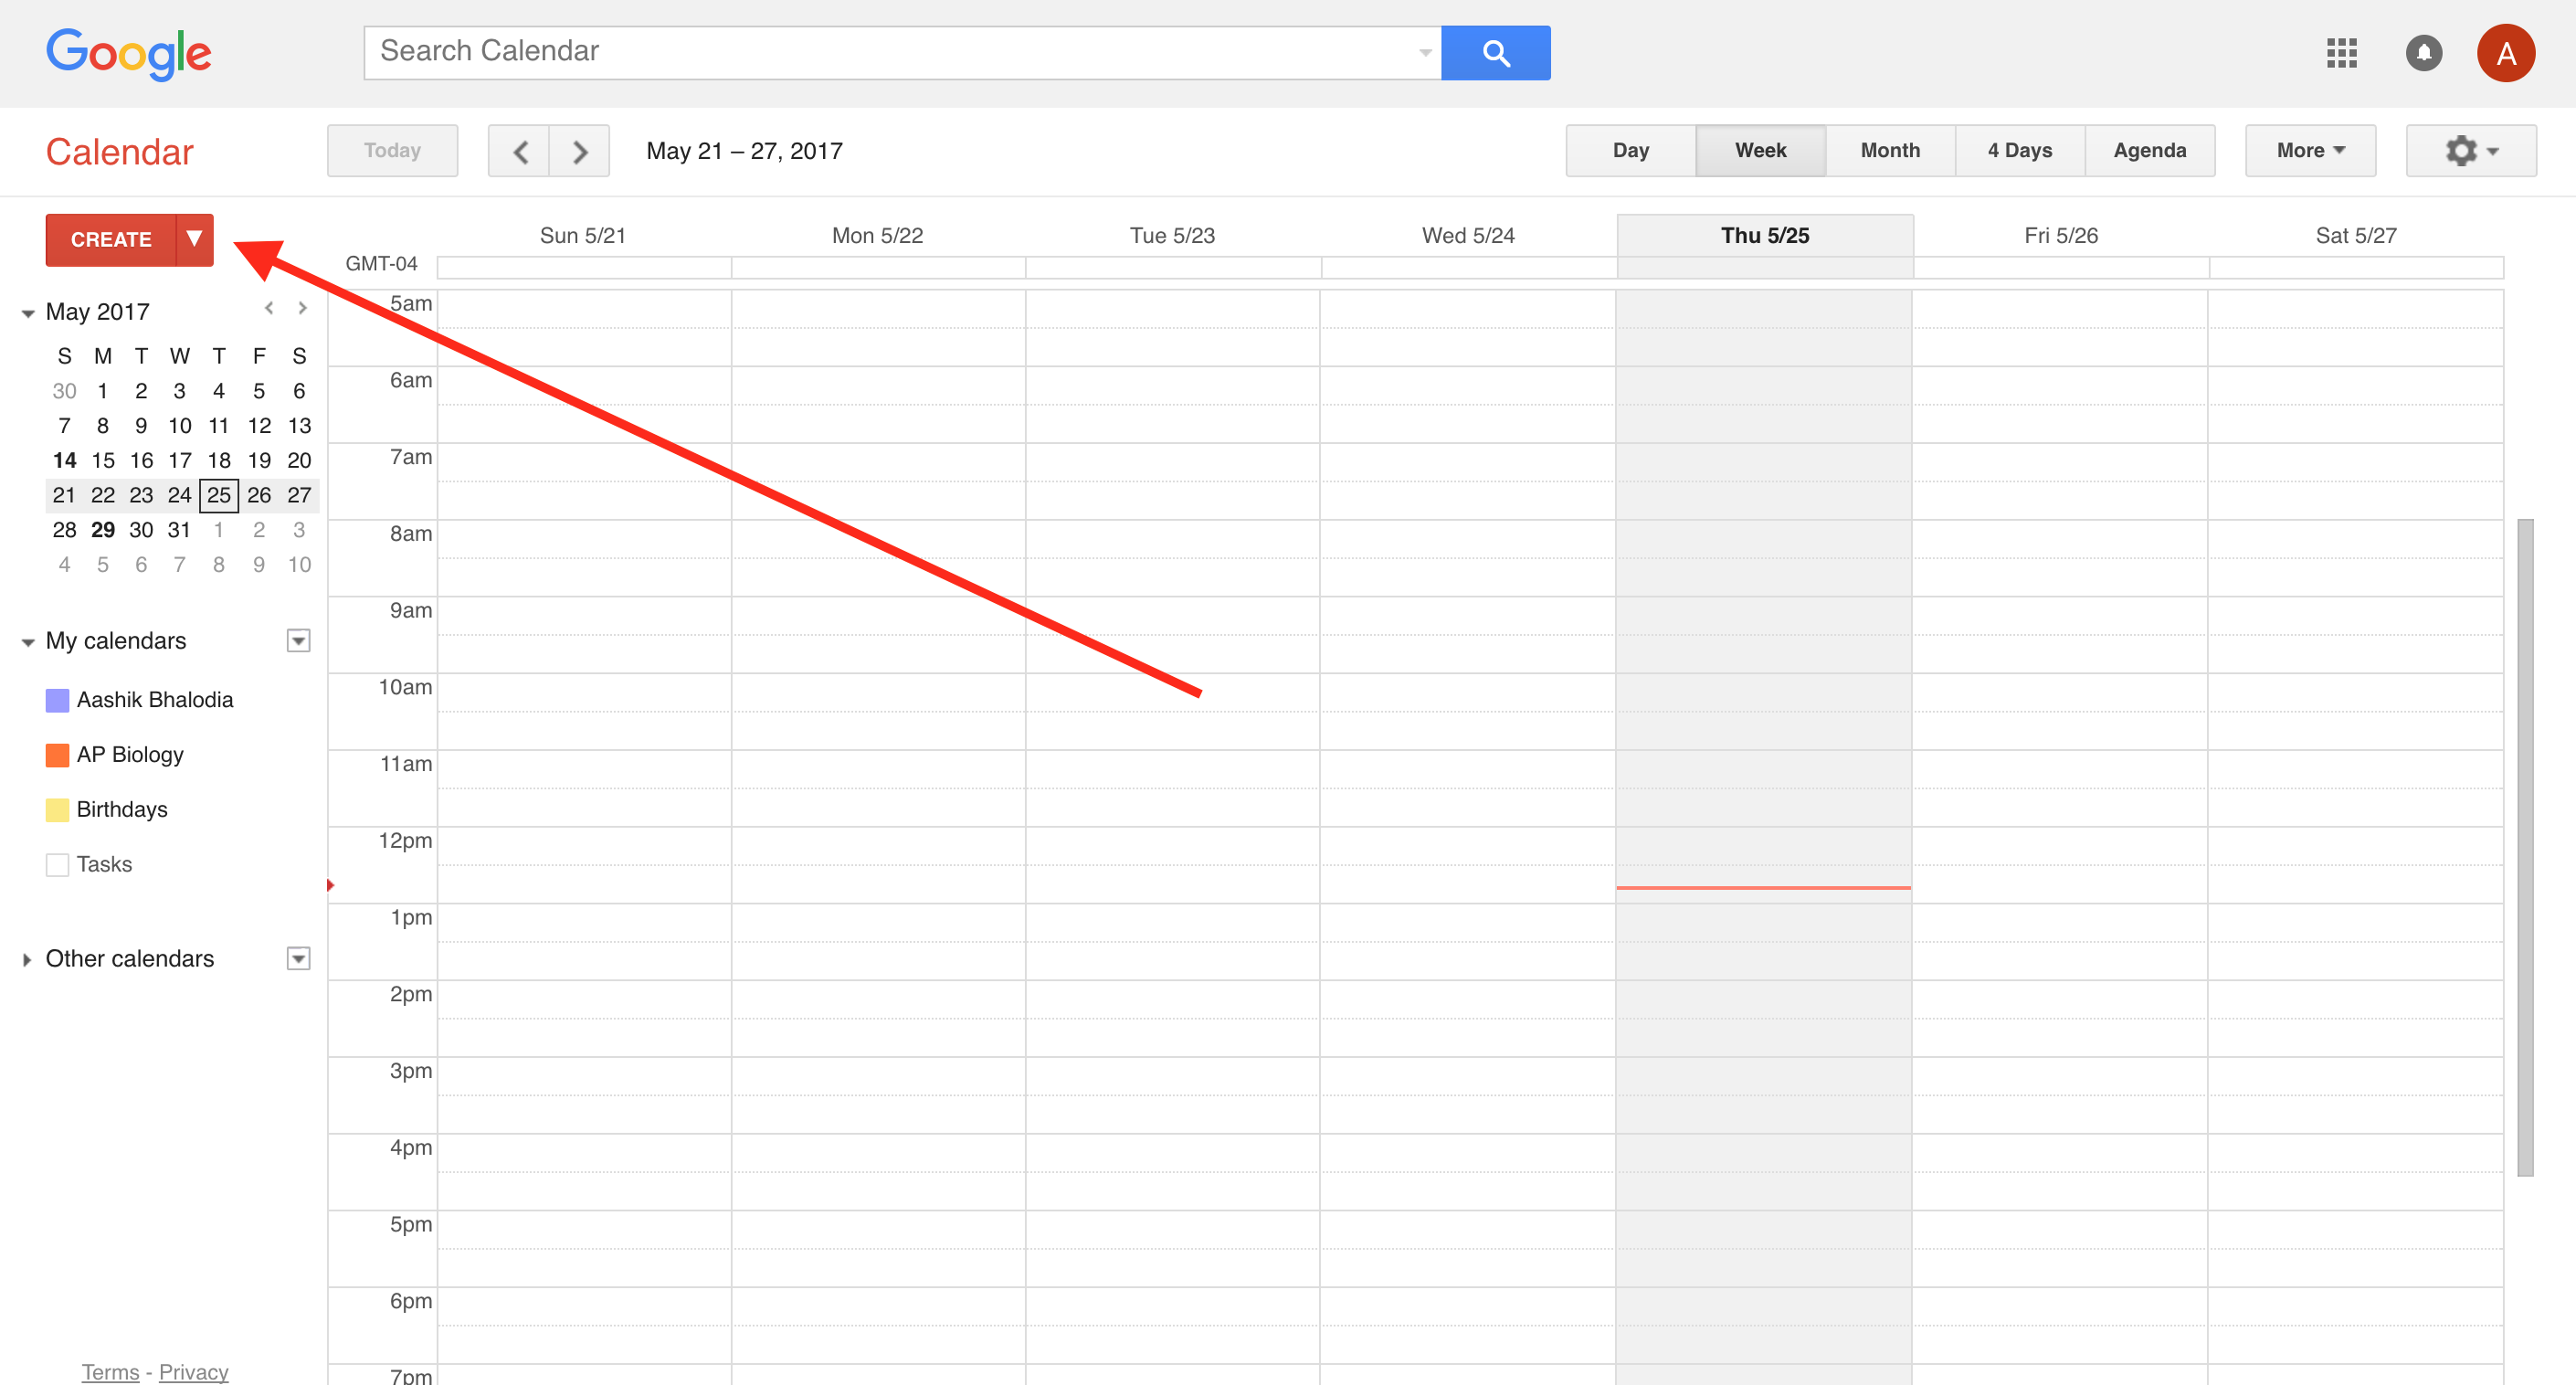 Google
Search Calendar
A
Calendar
Today
May 21 – 27, 2017
Day Week Month 4 Days Agenda More
CREATE
Sun 5/21 Mon 5/22 Tue 5/23 Wed 5/24 Thu 5/25 Fri 5/26 Sat 5/27
GMT-04
May 2017
S M T W T F S
30 1 2 3 4 5 6
7 8 9 10 11 12 13
14 15 16 17 18 19 20
21 22 23 24 25 26 27
28 29 30 31 1 2 3
4 5 6 7 8 9 10
My calendars
Aashik Bhalodia
AP Biology
Birthdays
Tasks
Other calendars
Terms - Privacy
5am
6am
7am
8am
9am
10am
11am
12pm
1pm
2pm
3pm
4pm
5pm
6pm
7pm